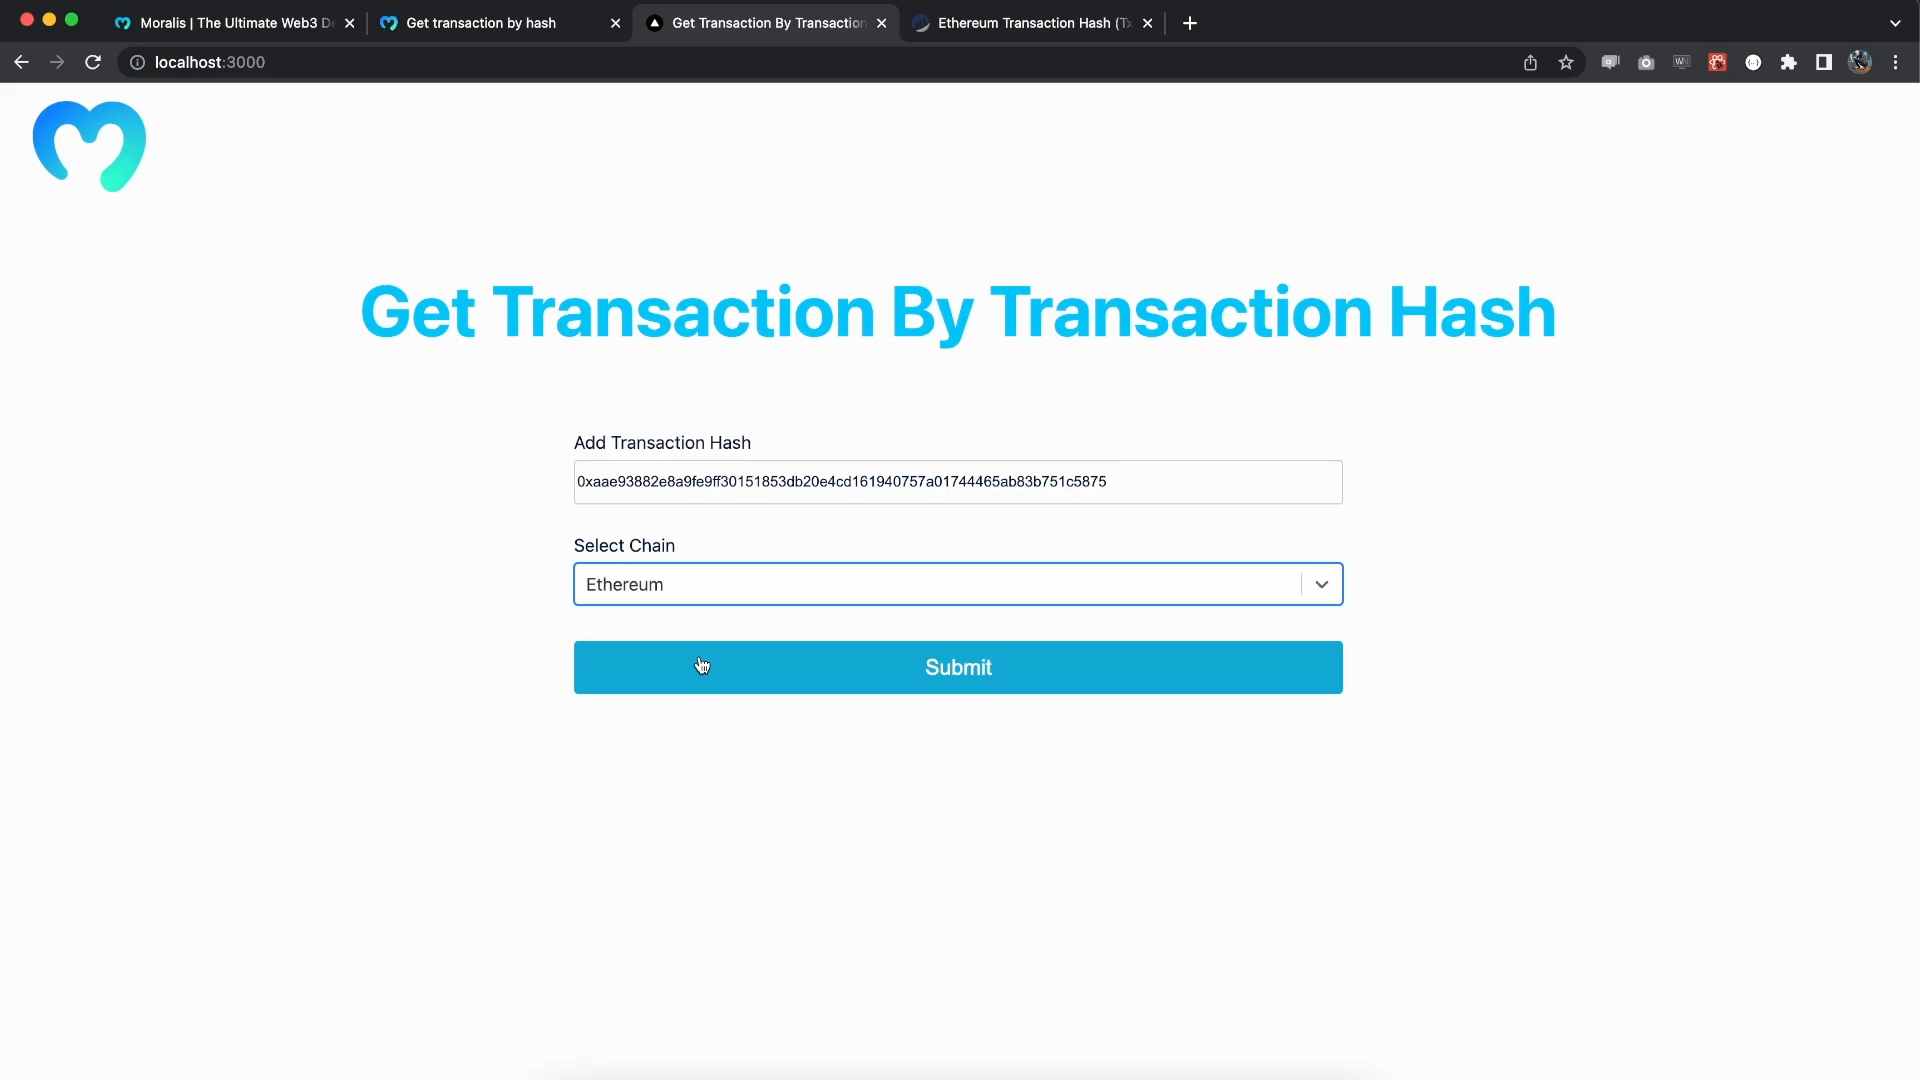 Moralis | The Ultimate Web3 D
Get transaction by hash
Get Transaction By Transaction
Ethereum Transaction Hash (Tx
localhost:3000
Get Transaction By Transaction Hash
Add Transaction Hash
0xaae93882e8a9fe9ff30151853db20e4cd161940757a01744465ab83b751c5875
Select Chain
Ethereum
Submit